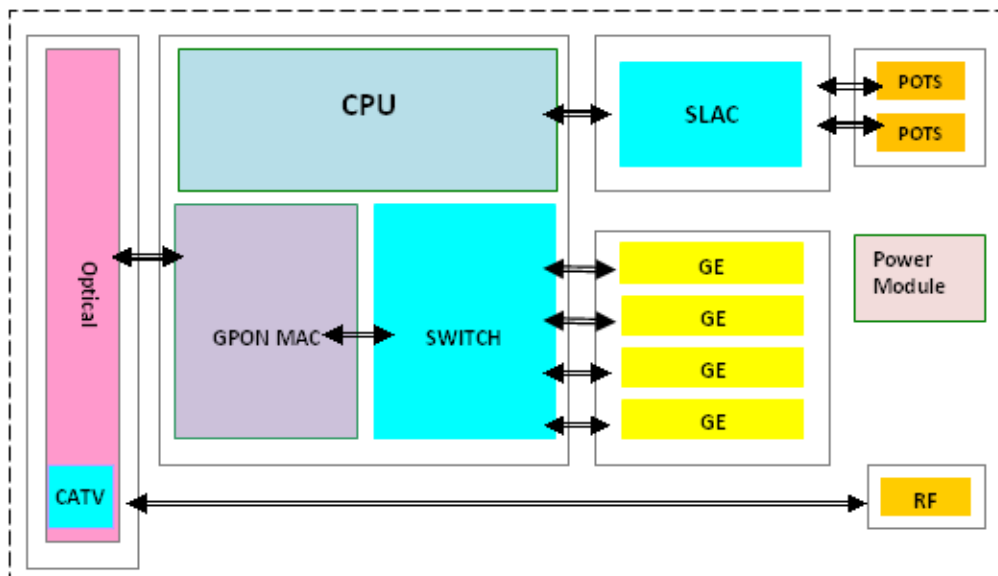 CPU
SLAC
POTS
POTS
Optical
GPON MAC
SWITCH
GE
GE
GE
GE
Power
Module
CATV
RF